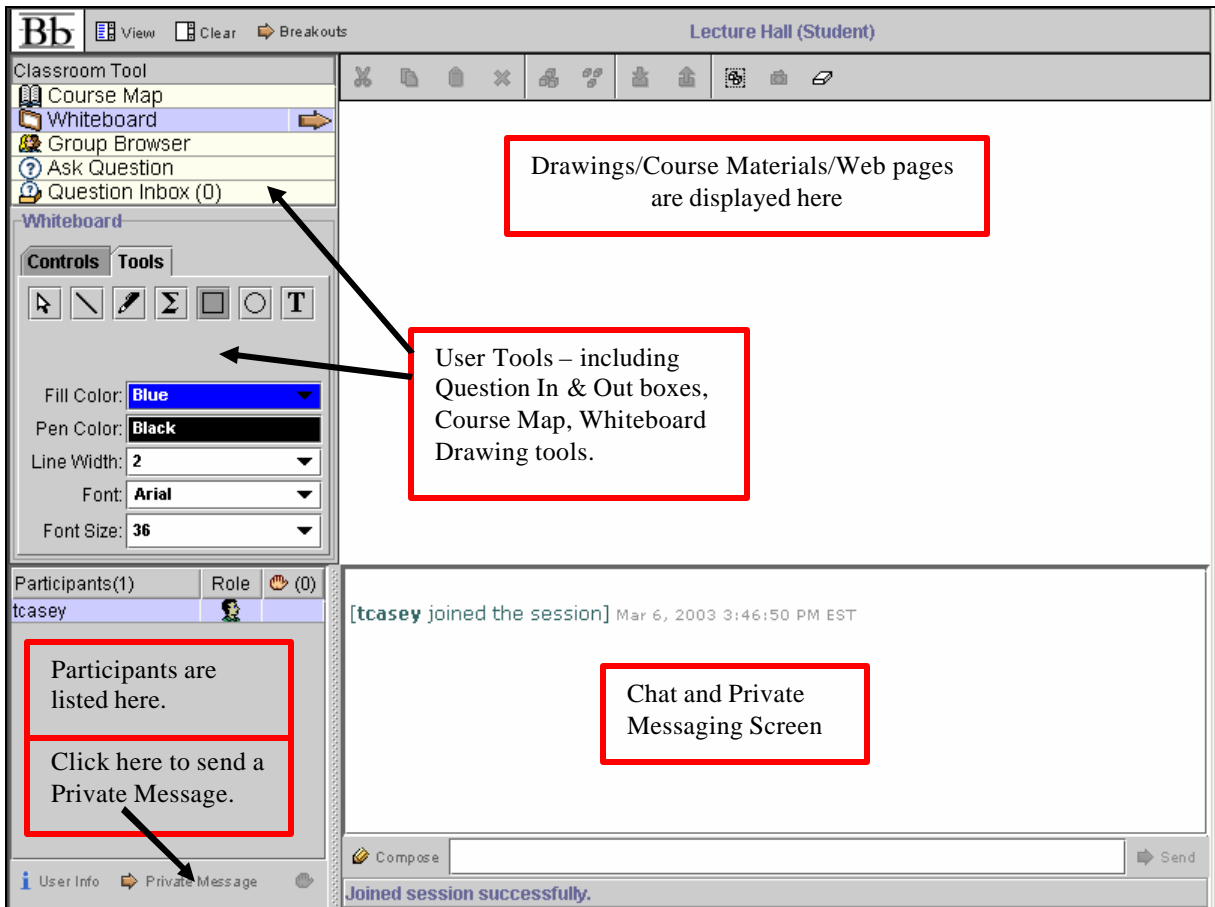 Bb View Clear Breakouts Lecture Hall (Student)
Classroom Tool
Course Map
Whiteboard
Group Browser
Ask Question
Question Inbox (0)
Drawings/Course Materials/Web pages
are displayed here
Whiteboard
Controls Tools
Σ T
Fill Color: Blue
Pen Color: Black
Line Width: 2
Font: Arial
Font Size: 36
User Tools – including
Question In & Out boxes,
Course Map, Whiteboard
Drawing tools.
Participants(1) Role (0)
tcasey
Participants are
listed here.
Click here to send a
Private Message.
User Info Private Message
[tcasey joined the session] Mar 6, 2003 3:46:50 PM EST
Chat and Private
Messaging Screen
Compose Send
Joined session successfully.